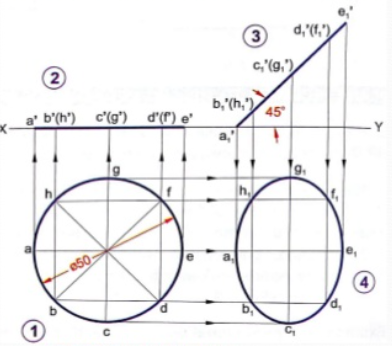 e₁'
d₁'(f₁')
③
c₁'(g₁')
②
b₁'(h₁')
45°
a' b'(h') c'(g') d'(f') e'
X
a₁'
Y
g g₁
h f h₁ f₁
a e a₁ e₁
ø50
④
b d b₁ d₁
① c c₁